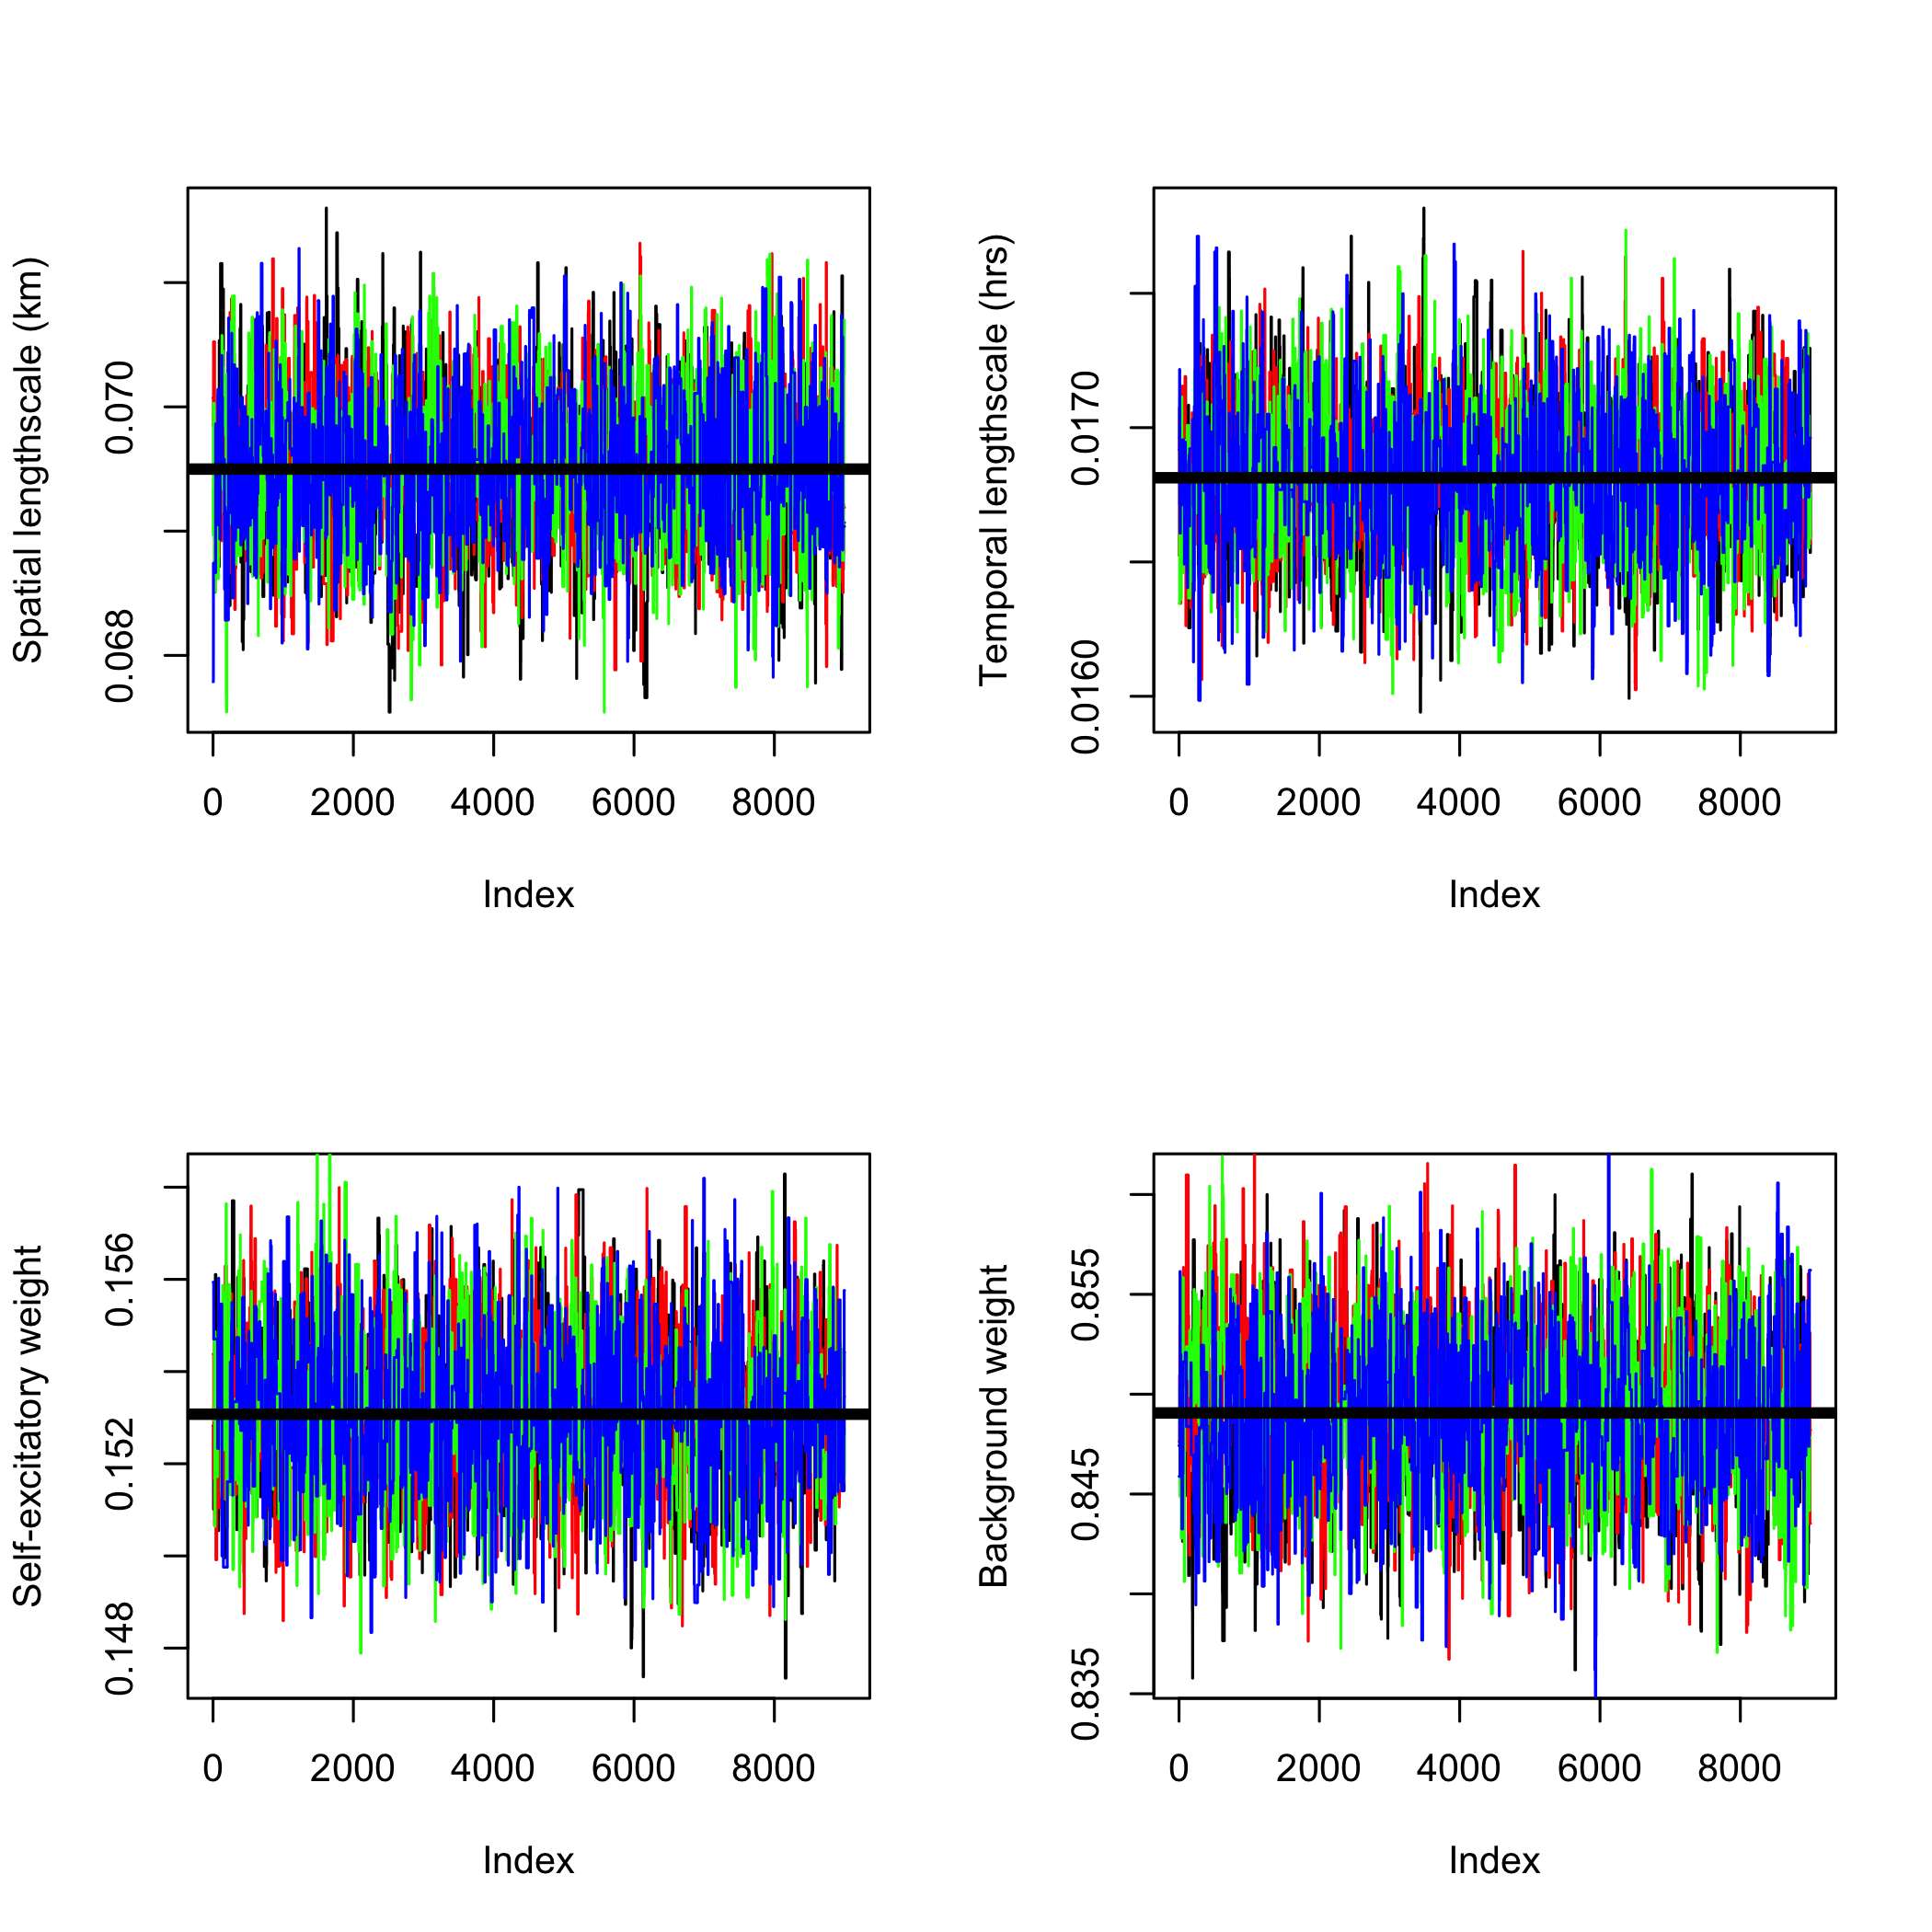 Spatial lengthscale (km)
0.068 0.070
0 2000 4000 6000 8000
Index
Temporal lengthscale (hrs)
0.0160 0.0170
0 2000 4000 6000 8000
Index
Self-excitatory weight
0.148 0.152 0.156
0 2000 4000 6000 8000
Index
Background weight
0.835 0.845 0.855
0 2000 4000 6000 8000
Index